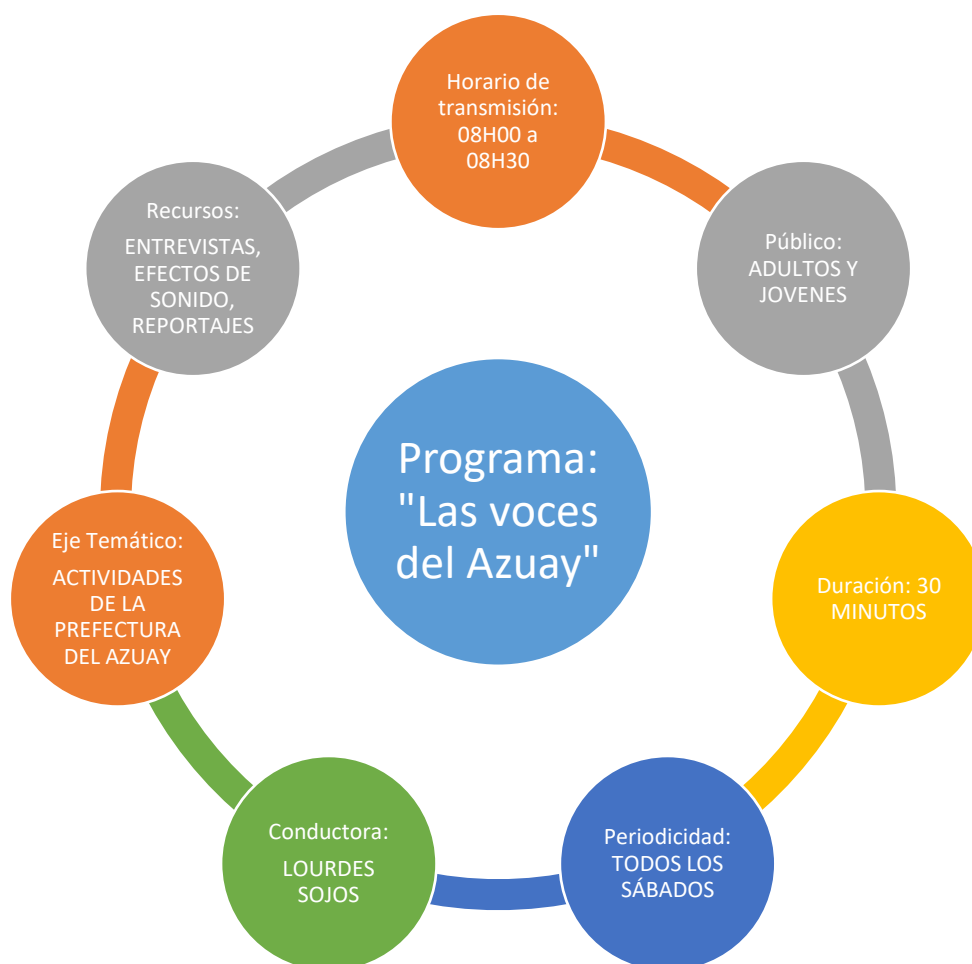 Horario de
transmisión:
08H00 a
08H30
Público:
ADULTOS Y
JOVENES
Duración: 30
MINUTOS
Periodicidad:
TODOS LOS
SÁBADOS
Conductora:
LOURDES
SOJOS
Eje Temático:
ACTIVIDADES
DE LA
PREFECTURA
DEL AZUAY
Recursos:
ENTREVISTAS,
EFECTOS DE
SONIDO,
REPORTAJES
Programa:
"Las voces
del Azuay"